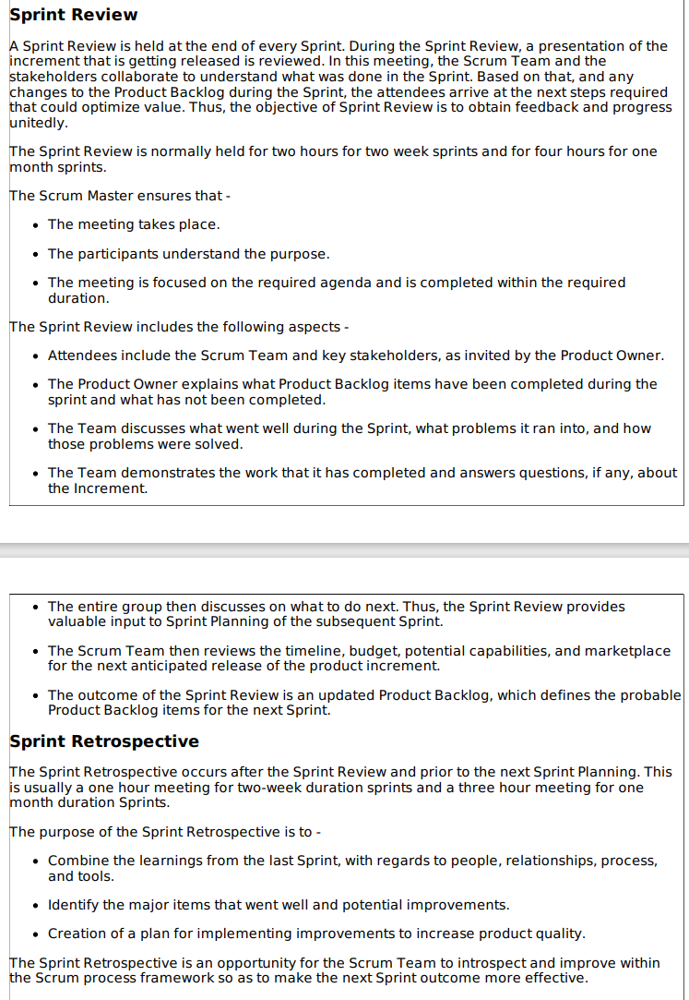 Sprint Review
A Sprint Review is held at the end of every Sprint. During the Sprint Review, a presentation of the
increment that is getting released is reviewed. In this meeting, the Scrum Team and the
stakeholders collaborate to understand what was done in the Sprint. Based on that, and any
changes to the Product Backlog during the Sprint, the attendees arrive at the next steps required
that could optimize value. Thus, the objective of Sprint Review is to obtain feedback and progress
unitedly.
The Sprint Review is normally held for two hours for two week sprints and for four hours for one
month sprints.
The Scrum Master ensures that -
• The meeting takes place.
• The participants understand the purpose.
• The meeting is focused on the required agenda and is completed within the required
duration.
The Sprint Review includes the following aspects -
• Attendees include the Scrum Team and key stakeholders, as invited by the Product Owner.
• The Product Owner explains what Product Backlog items have been completed during the
sprint and what has not been completed.
• The Team discusses what went well during the Sprint, what problems it ran into, and how
those problems were solved.
• The Team demonstrates the work that it has completed and answers questions, if any, about
the Increment.
• The entire group then discusses on what to do next. Thus, the Sprint Review provides
valuable input to Sprint Planning of the subsequent Sprint.
• The Scrum Team then reviews the timeline, budget, potential capabilities, and marketplace
for the next anticipated release of the product increment.
• The outcome of the Sprint Review is an updated Product Backlog, which defines the probable
Product Backlog items for the next Sprint.
Sprint Retrospective
The Sprint Retrospective occurs after the Sprint Review and prior to the next Sprint Planning. This
is usually a one hour meeting for two-week duration sprints and a three hour meeting for one
month duration Sprints.
The purpose of the Sprint Retrospective is to -
• Combine the learnings from the last Sprint, with regards to people, relationships, process,
and tools.
• Identify the major items that went well and potential improvements.
• Creation of a plan for implementing improvements to increase product quality.
The Sprint Retrospective is an opportunity for the Scrum Team to introspect and improve within
the Scrum process framework so as to make the next Sprint outcome more effective.